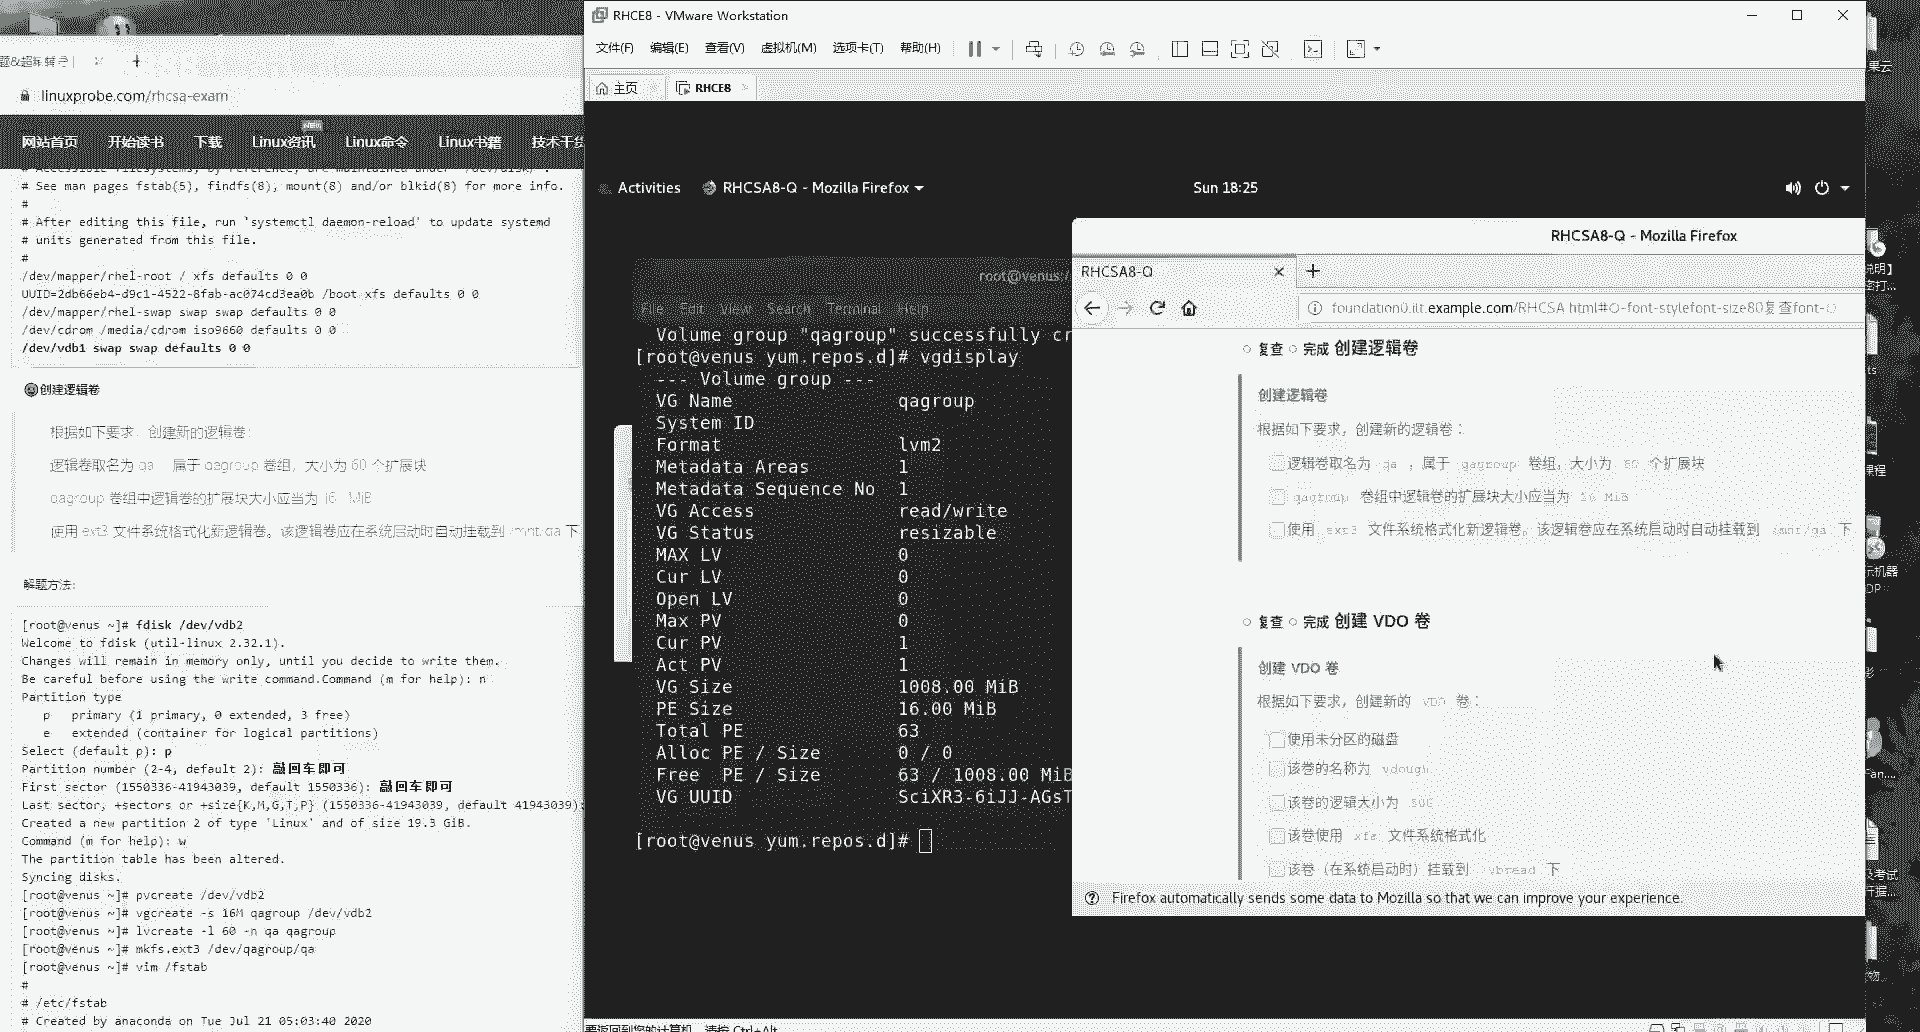 RHCE8 - VMware Workstation
文件(F) 编辑(E) 查看(V) 虚拟机(M) 选项卡(T) 帮助(H)
主页
RHCE8
linuxprobe.com/rhcsa-exam
网站首页 开始读书 下载 Linux资讯 Linux命令 Linux书籍 技术干货
# See man pages fstab(5), findfs(8), mount(8) and/or blkid(8) for more info.
#
# After editing this file, run 'systemctl daemon-reload' to update systemd
# units generated from this file.
#
/dev/mapper/rhel-root / xfs defaults 0 0
UUID=2db66eb4-d9c1-4522-8fab-ac074cd3ea0b /boot xfs defaults 0 0
/dev/mapper/rhel-swap swap swap defaults 0 0
/dev/cdrom /media/cdrom iso9660 defaults 0 0
/dev/vdb1 swap swap defaults 0 0
创建逻辑卷
根据如下要求，创建新的逻辑卷：
逻辑卷取名为 qa 属于 qagroup 卷组，大小为 60 个扩展块
qagroup 卷组中逻辑卷的扩展块大小应当为 16 MiB
使用 ext3 文件系统格式化新逻辑卷。该逻辑卷应在系统启动时自动挂载到 /mnt/qa 下
解题方法:
[root@venus ~]# fdisk /dev/vdb2
Welcome to fdisk (util-linux 2.32.1).
Changes will remain in memory only, until you decide to write them.
Be careful before using the write command.Command (m for help): n
Partition type
p primary (1 primary, 0 extended, 3 free)
e extended (container for logical partitions)
Select (default p): p
Partition number (2-4, default 2): 敲回车即可
First sector (1550336-41943039, default 1550336): 敲回车即可
Last sector, +sectors or +size{K,M,G,T,P} (1550336-41943039, default 41943039):
Created a new partition 2 of type 'Linux' and of size 19.3 GiB.
Command (m for help): w
The partition table has been altered.
Syncing disks.
[root@venus ~]# pvcreate /dev/vdb2
[root@venus ~]# vgcreate -s 16M qagroup /dev/vdb2
[root@venus ~]# lvcreate -l 60 -n qa qagroup
[root@venus ~]# mkfs.ext3 /dev/qagroup/qa
[root@venus ~]# vim /fstab
#
# /etc/fstab
# Created by anaconda on Tue Jul 21 05:03:40 2020
Activities RHCSA8-Q - Mozilla Firefox Sun 18:25
root@venus:/
File Edit View Search Terminal Help
Volume group "qagroup" successfully cr
[root@venus yum.repos.d]# vgdisplay
--- Volume group ---
VG Name qagroup
System ID
Format lvm2
Metadata Areas 1
Metadata Sequence No 1
VG Access read/write
VG Status resizable
MAX LV 0
Cur LV 0
Open LV 0
Max PV 0
Cur PV 1
Act PV 1
VG Size 1008.00 MiB
PE Size 16.00 MiB
Total PE 63
Alloc PE / Size 0 / 0
Free PE / Size 63 / 1008.00 MiB
VG UUID SciXR3-6iJJ-AGsT
[root@venus yum.repos.d]#
RHCSA8-Q - Mozilla Firefox
RHCSA8-Q
复查 完成 创建逻辑卷
创建逻辑卷
根据如下要求，创建新的逻辑卷：
逻辑卷取名为 qa ，属于 qagroup 卷组，大小为 60 个扩展块
qagroup 卷组中逻辑卷的扩展块大小应当为 16 MiB
使用 ext3 文件系统格式化新逻辑卷。该逻辑卷应在系统启动时自动挂载到 /mnt/qa 下
复查 完成 创建 VDO 卷
创建 VDO 卷
根据如下要求，创建新的 VDO 卷：
使用未分区的磁盘
该卷的名称为 vdough
该卷的逻辑大小为 50G
该卷使用 xfs 文件系统格式化
该卷（在系统启动时）挂载到 /vbread 下
Firefox automatically sends some data to Mozilla so that we can improve your experience.
要返回到您的计算机，请按 Ctrl+Alt